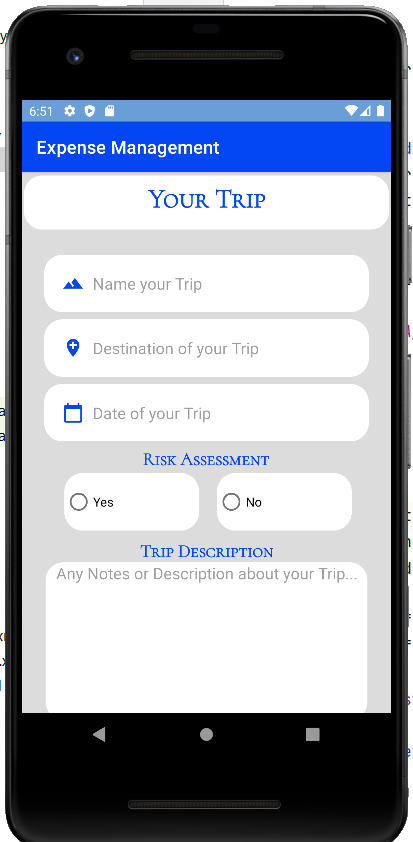 6:51
Expense Management
Your Trip
Name your Trip
Destination of your Trip
Date of your Trip
Risk Assessment
Yes No
Trip Description
Any Notes or Description about your Trip...